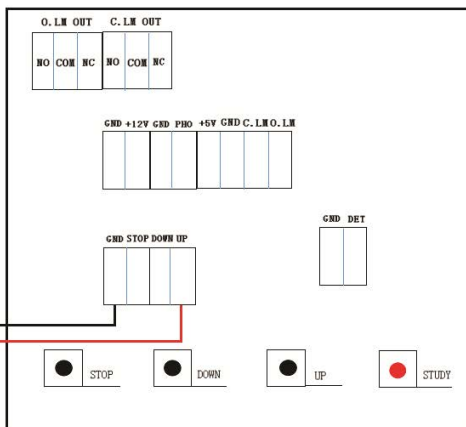 O.LM OUT C.LM OUT
NO COM NC NO COM NC
GND +12V GND PHO +5V GND C.LM O.LM
GND DET
GND STOP DOWN UP
STOP DOWN UP STUDY